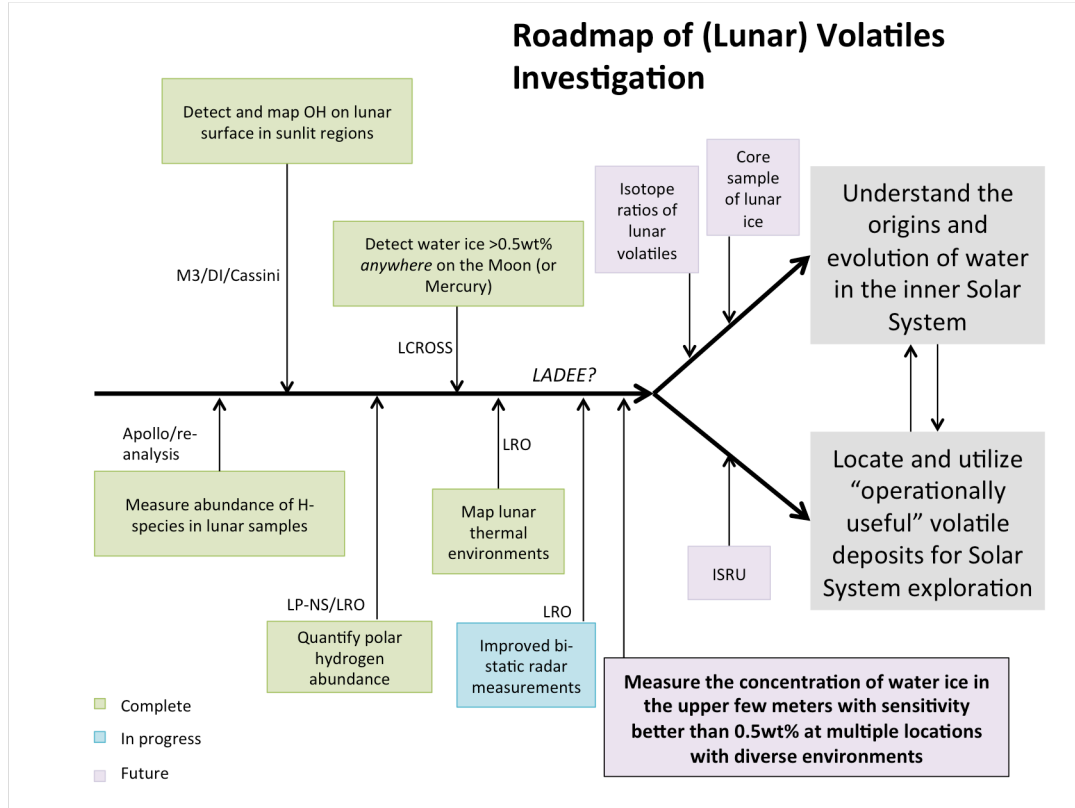 Roadmap of (Lunar) Volatiles
Investigation
Detect and map OH on lunar
surface in sunlit regions
M3/DI/Cassini
Detect water ice >0.5wt%
anywhere on the Moon (or
Mercury)
LCROSS
LADEE?
Isotope
ratios of
lunar
volatiles
Core
sample
of lunar
ice
Understand the
origins and
evolution of water
in the inner Solar
System
Apollo/re-
analysis
Measure abundance of H-
species in lunar samples
LP-NS/LRO
Quantify polar
hydrogen
abundance
LRO
Map lunar
thermal
environments
LRO
Improved bi-
static radar
measurements
Measure the concentration of water ice in
the upper few meters with sensitivity
better than 0.5wt% at multiple locations
with diverse environments
ISRU
Locate and utilize
“operationally
useful” volatile
deposits for Solar
System exploration
Complete
In progress
Future